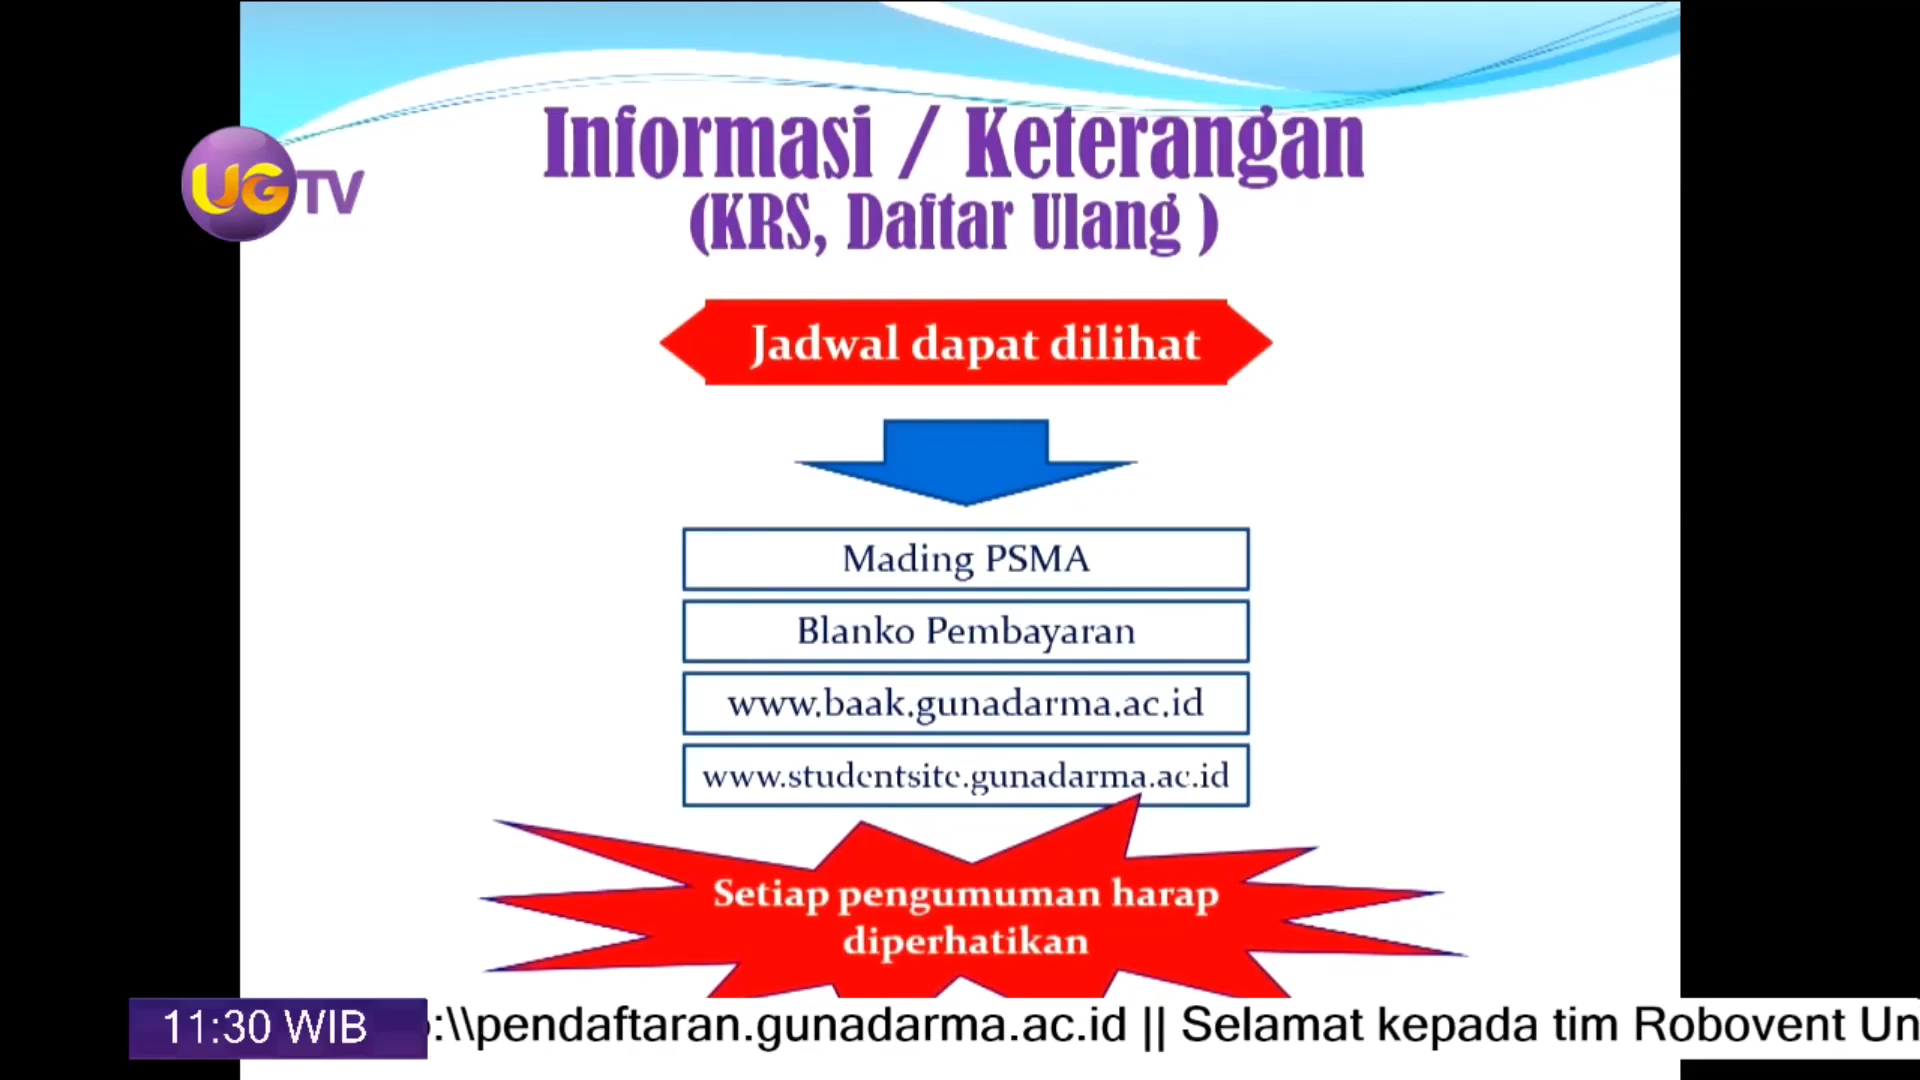 Informasi / Keterangan
(KRS, Daftar Ulang )
UGTV
Jadwal dapat dilihat
Mading PSMA
Blanko Pembayaran
www.baak.gunadarma.ac.id
www.studentsite.gunadarma.ac.id
Setiap pengumuman harap
diperhatikan
11:30 WIB
:\\pendaftaran.gunadarma.ac.id || Selamat kepada tim Robovent Un